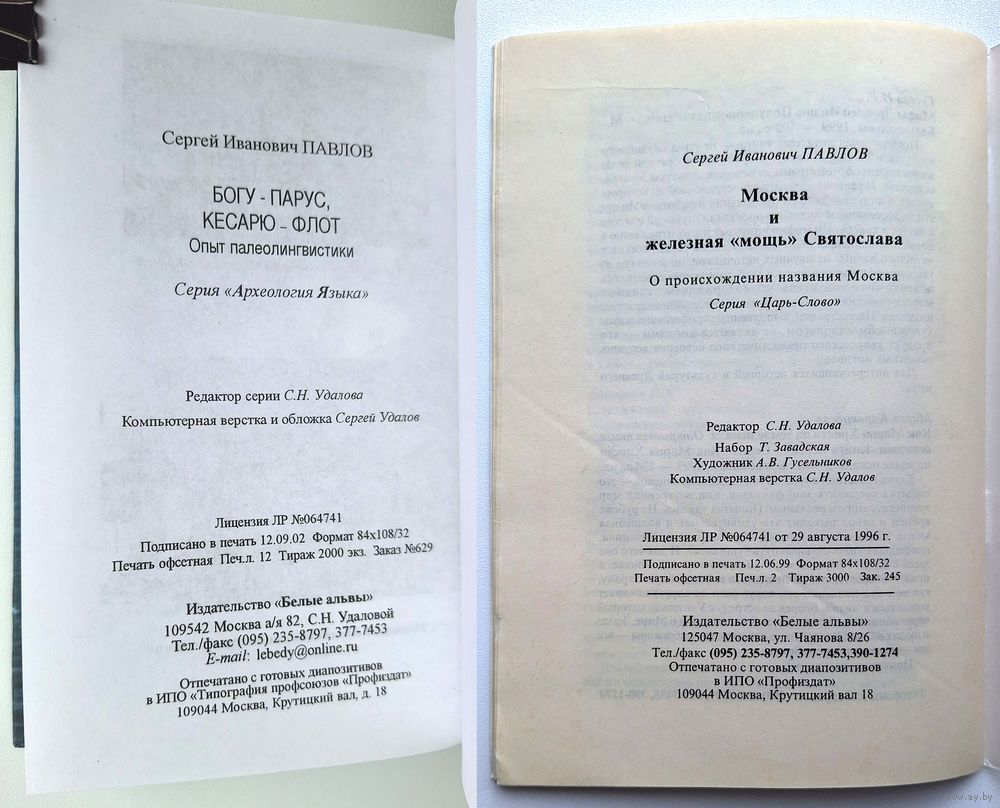 Сергей Иванович ПАВЛОВ
БОГУ - ПАРУС,
КЕСАРЮ – ФЛОТ
Опыт палеолингвистики
Серия «Археология Языка»
Редактор серии С.Н. Удалова
Компьютерная верстка и обложка Сергей Удалов
Лицензия ЛР №064741
Подписано в печать 12.09.02 Формат 84x108/32
Печать офсетная Печ.л. 12 Тираж 2000 экз. Заказ №629
Издательство «Белые альвы»
109542 Москва а/я 82, С.Н. Удаловой
Тел./факс (095) 235-8797, 377-7453
E-mail: lebedy@online.ru
Отпечатано с готовых диапозитивов
в ИПО «Типография профсоюзов «Профиздат»
109044 Москва, Крутицкий вал, д. 18
Сергей Иванович ПАВЛОВ
Москва
и
железная «мощь» Святослава
О происхождении названия Москва
Серия «Царь-Слово»
Редактор С.Н. Удалова
Набор Т. Завадская
Художник А.В. Гусельников
Компьютерная верстка С.Н. Удалов
Лицензия ЛР №064741 от 29 августа 1996 г.
Подписано в печать 12.06.99 Формат 84x108/32
Печать офсетная Печ.л. 2 Тираж 3000 Зак. 245
Издательство «Белые альвы»
125047 Москва, ул. Чаянова 8/26
Тел./факс (095) 235-8797, 377-7453,390-1274
Отпечатано с готовых диапозитивов
в ИПО «Профиздат»
109044 Москва, Крутицкий вал 18
www.ay.by